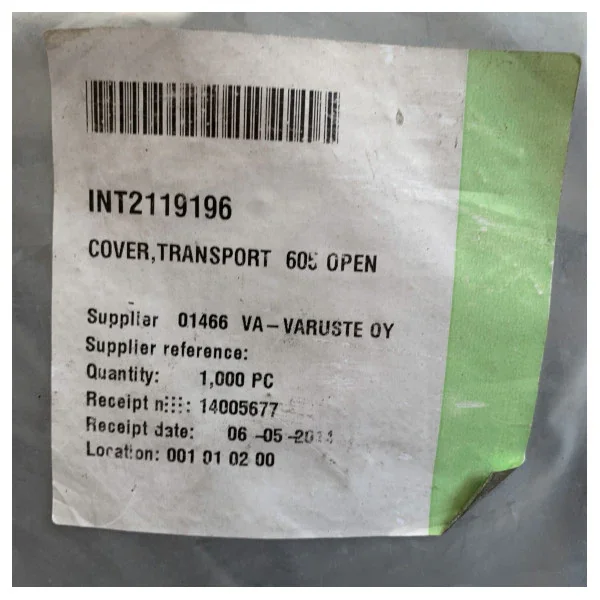 INT2119196
COVER,TRANSPORT 605 OPEN
Supplier 01466 VA-VARUSTE OY
Supplier reference:
Quantity: 1,000 PC
Receipt : 14005677
Receipt date: 06-05-
Location: 001 01 02 00